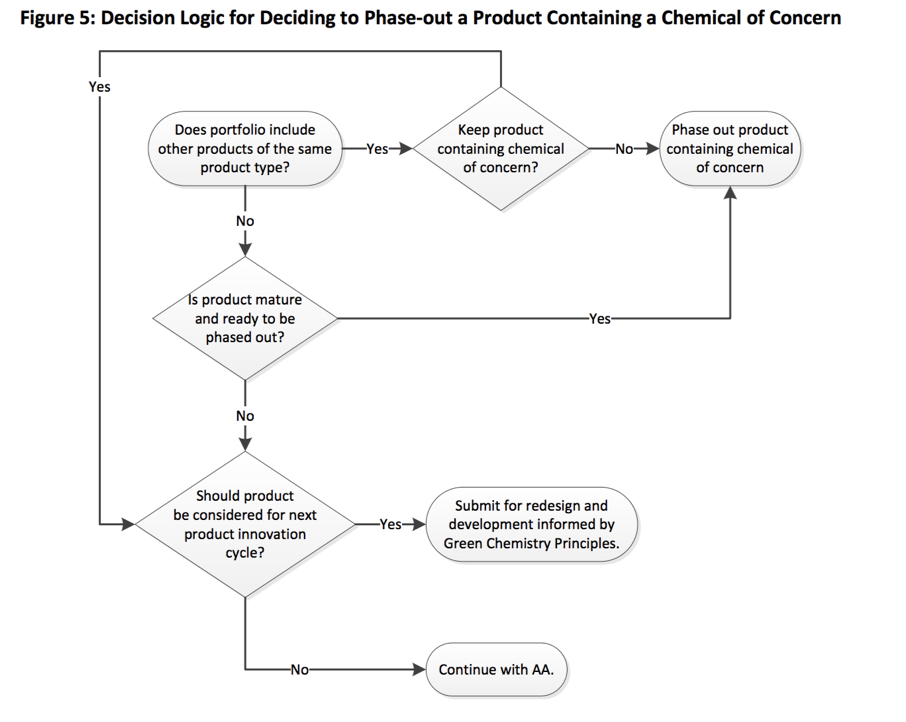 Figure 5: Decision Logic for Deciding to Phase-out a Product Containing a Chemical of Concern
Yes
Does portfolio include
other products of the same
product type?
Yes
Keep product
containing chemical
of concern?
No
Phase out product
containing chemical
of concern
No
Is product mature
and ready to be
phased out?
Yes
No
Should product
be considered for next
product innovation
cycle?
Yes
Submit for redesign and
development informed by
Green Chemistry Principles.
No
Continue with AA.